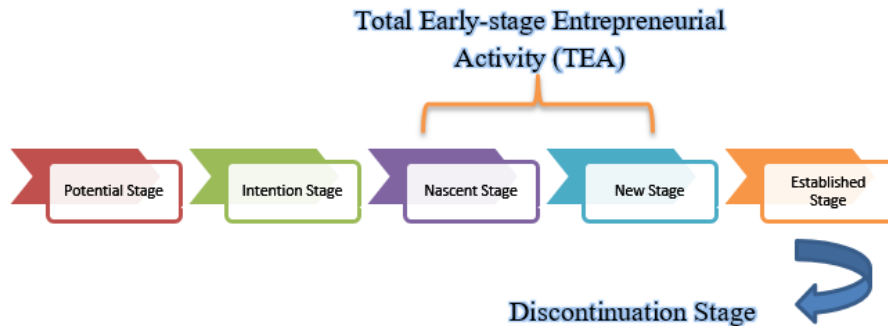 Total Early-stage Entrepreneurial
Activity (TEA)
Potential Stage
Intention Stage
Nascent Stage
New Stage
Established
Stage
Discontinuation Stage